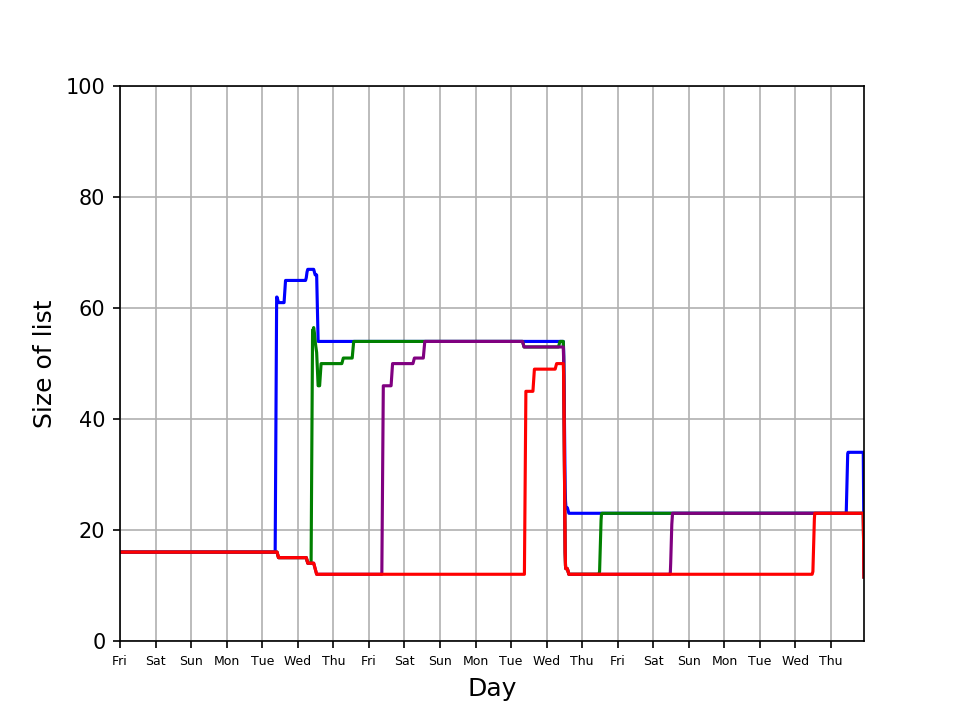 100
80
60
40
20
0
Size of list
Fri Sat Sun Mon Tue Wed Thu Fri Sat Sun Mon Tue Wed Thu Fri Sat Sun Mon Tue Wed Thu
Day